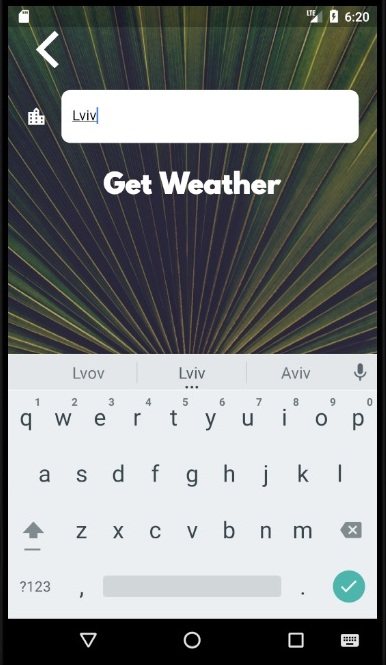 LTE 6:20
Lviv
Get Weather
Lvov Lviv Aviv
1 2 3 4 5 6 7 8 9 0
q w e r t y u i o p
a s d f g h j k l
z x c v b n m
?123 , .